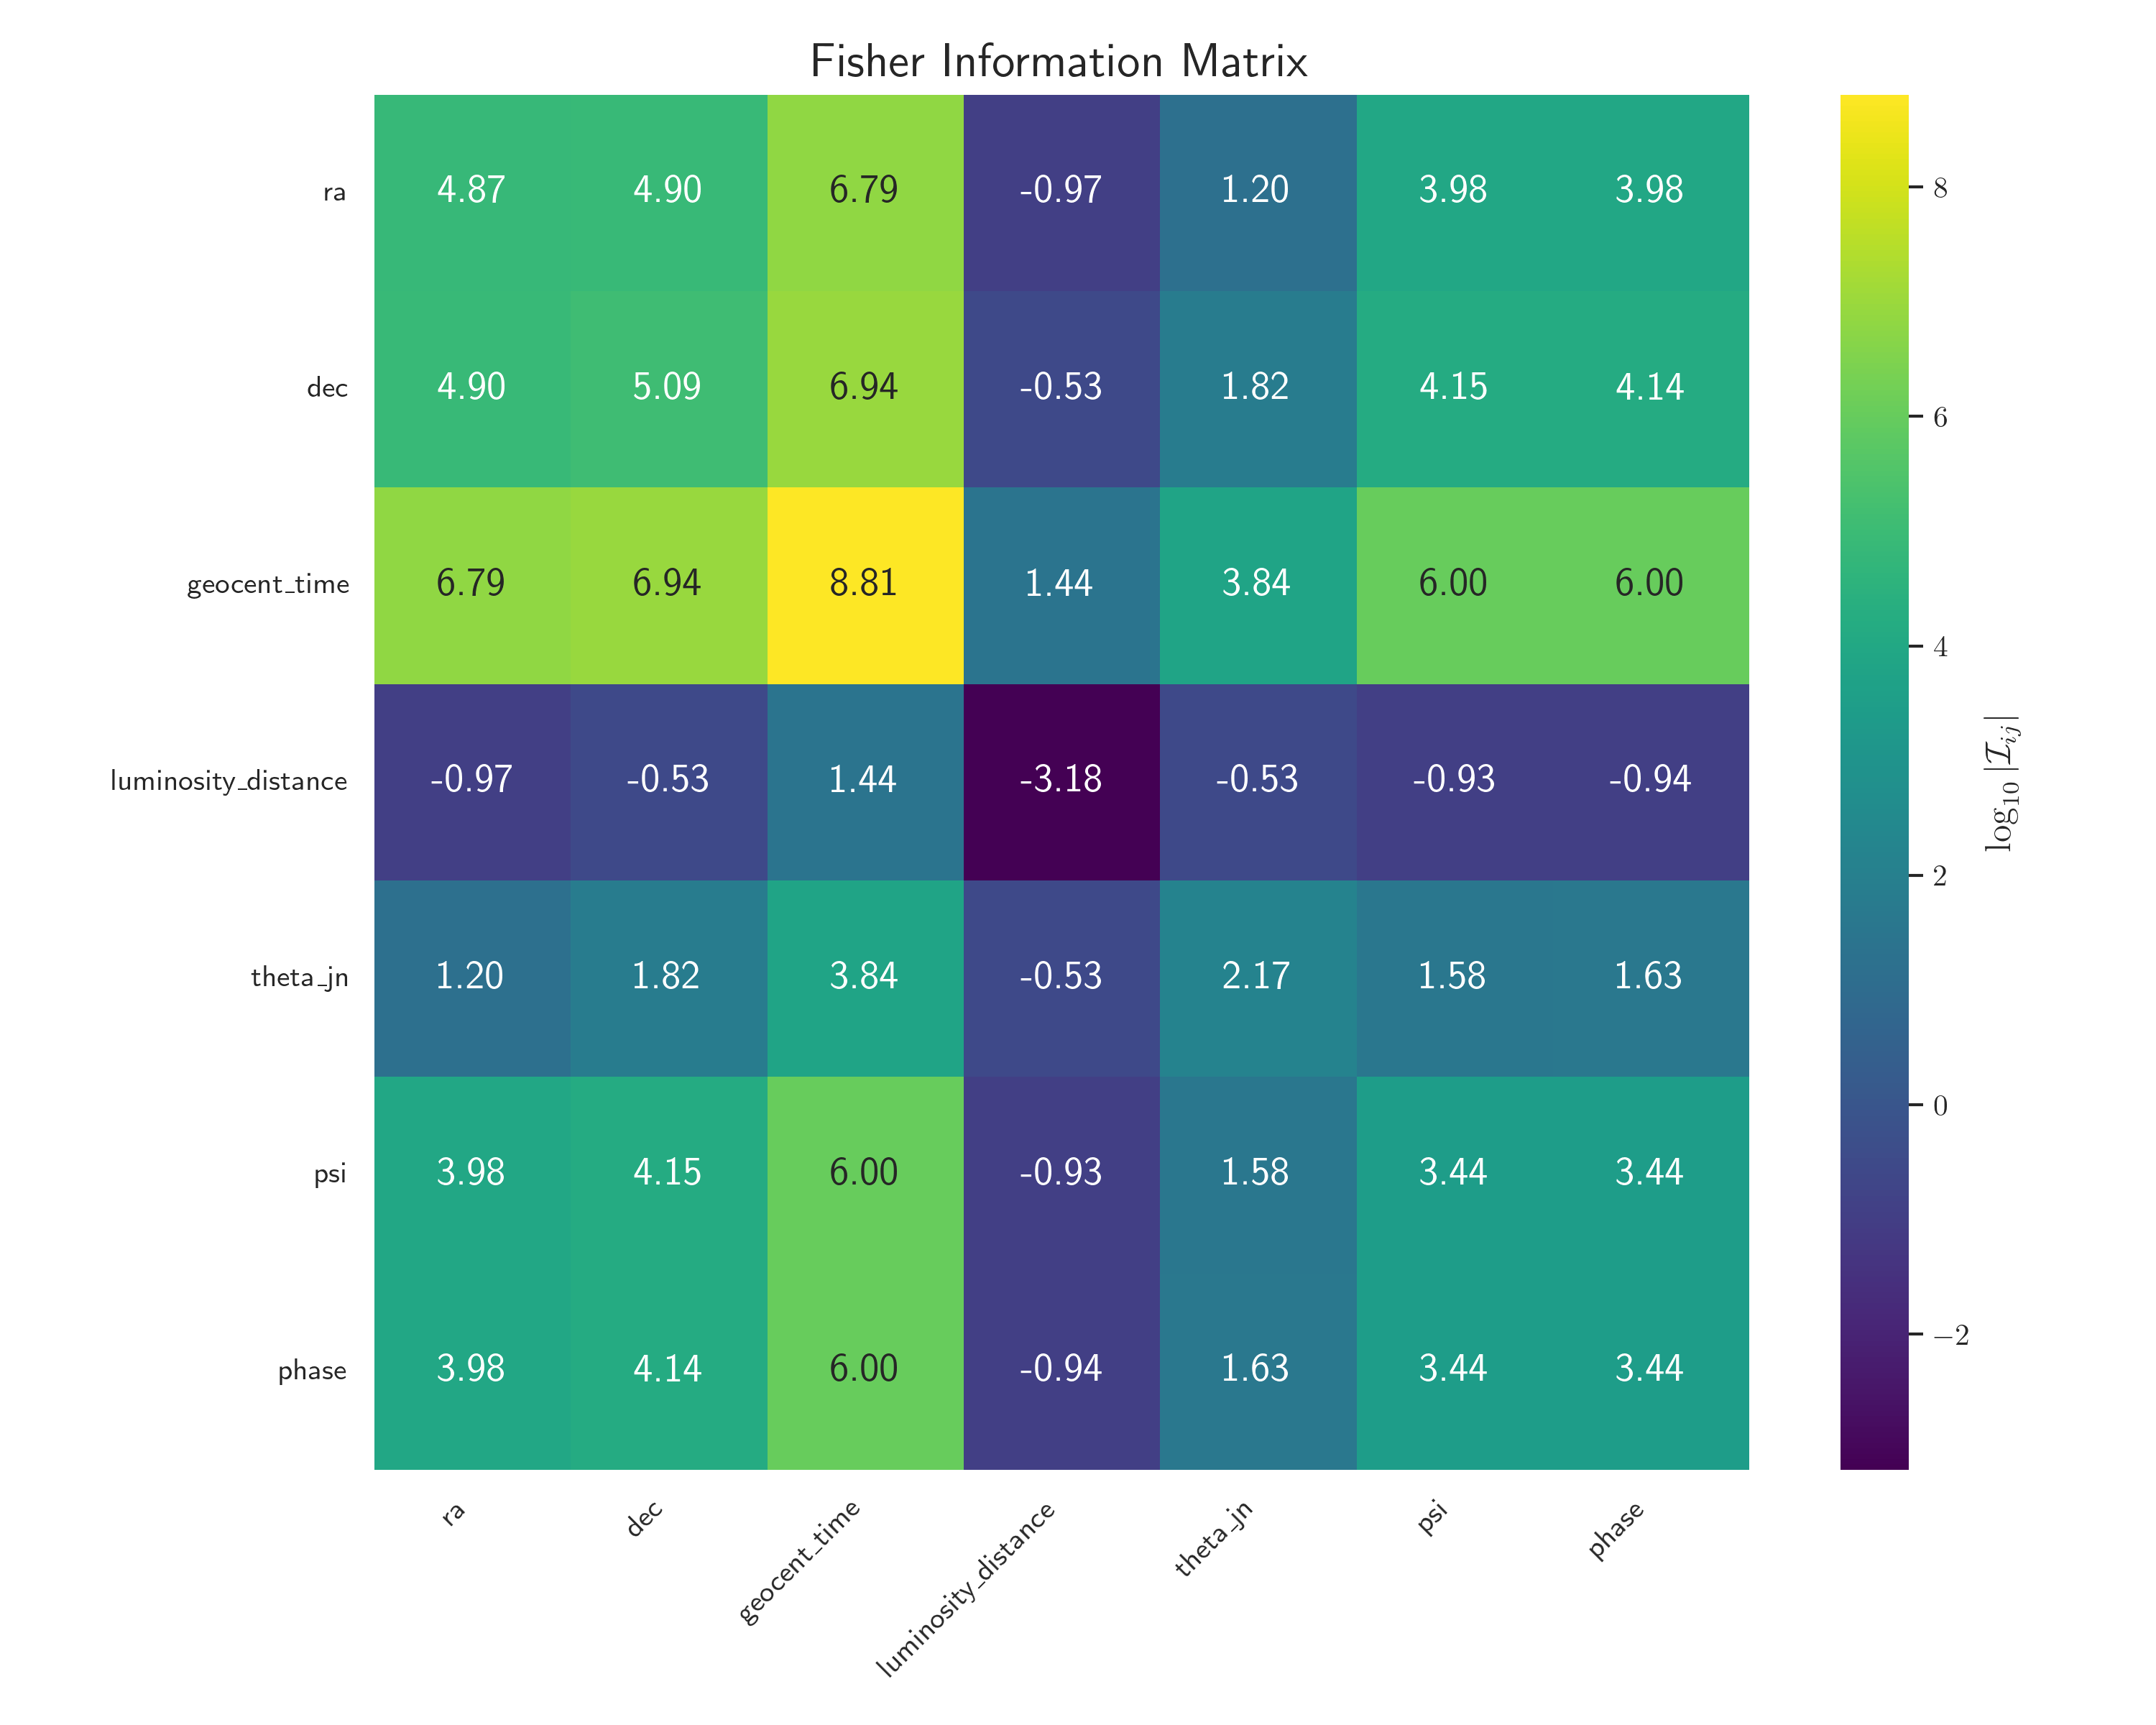 Fisher Information Matrix
ra 4.87 4.90 6.79 -0.97 1.20 3.98 3.98
dec 4.90 5.09 6.94 -0.53 1.82 4.15 4.14
geocent_time 6.79 6.94 8.81 1.44 3.84 6.00 6.00
luminosity_distance -0.97 -0.53 1.44 -3.18 -0.53 -0.93 -0.94
theta_jn 1.20 1.82 3.84 -0.53 2.17 1.58 1.63
psi 3.98 4.15 6.00 -0.93 1.58 3.44 3.44
phase 3.98 4.14 6.00 -0.94 1.63 3.44 3.44
ra dec geocent_time luminosity_distance theta_jn psi phase
8
6
4
2
0
−2
log₁₀ |ℐᵢⱼ|